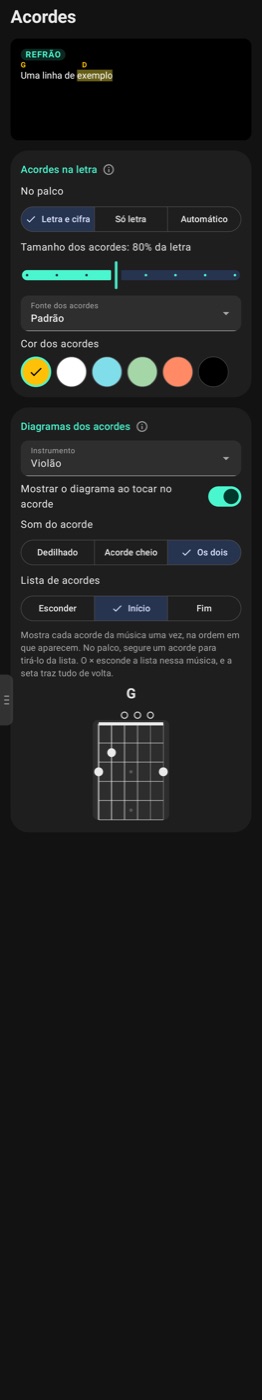 Acordes
REFRÃO
G D
Uma linha de exemplo
Acordes na letra
No palco
Letra e cifra Só letra Automático
Tamanho dos acordes: 80% da letra
Fonte dos acordes
Padrão
Cor dos acordes
Diagramas dos acordes
Instrumento
Violão
Mostrar o diagrama ao tocar no
acorde
Som do acorde
Dedilhado Acorde cheio Os dois
Lista de acordes
Esconder Início Fim
Mostra cada acorde da música uma vez, na ordem em
que aparecem. No palco, segure um acorde para
tirá-lo da lista. O × esconde a lista nessa música, e a
seta traz tudo de volta.
G